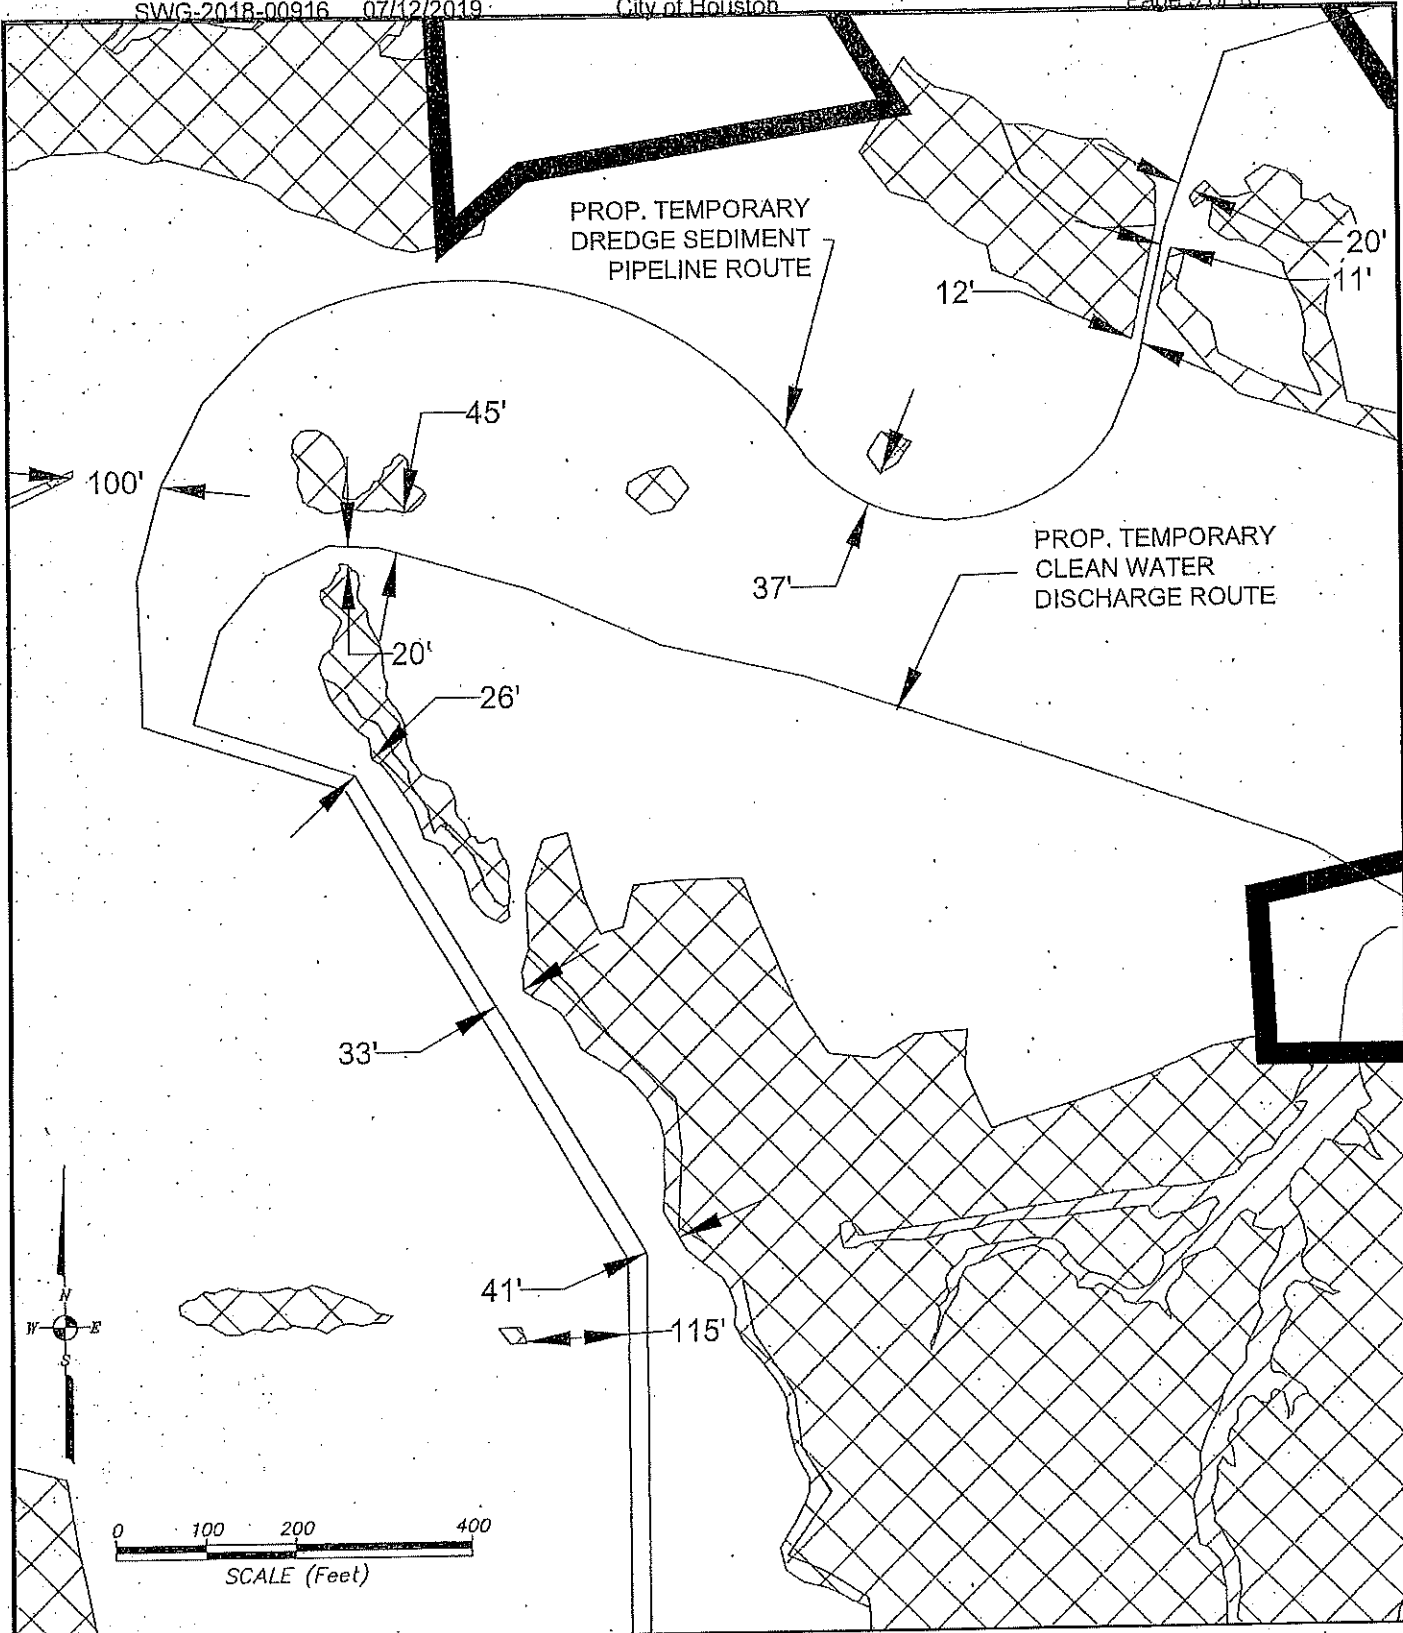 SWG-2018-00916 07/12/2019 City of Houston
PROP. TEMPORARY
DREDGE SEDIMENT
PIPELINE ROUTE
20'
11'
12'
45'
100'
PROP. TEMPORARY
CLEAN WATER
DISCHARGE ROUTE
37'
20'
26'
33'
41'
115'
N
W E
S
0 100 200 400
SCALE (Feet)